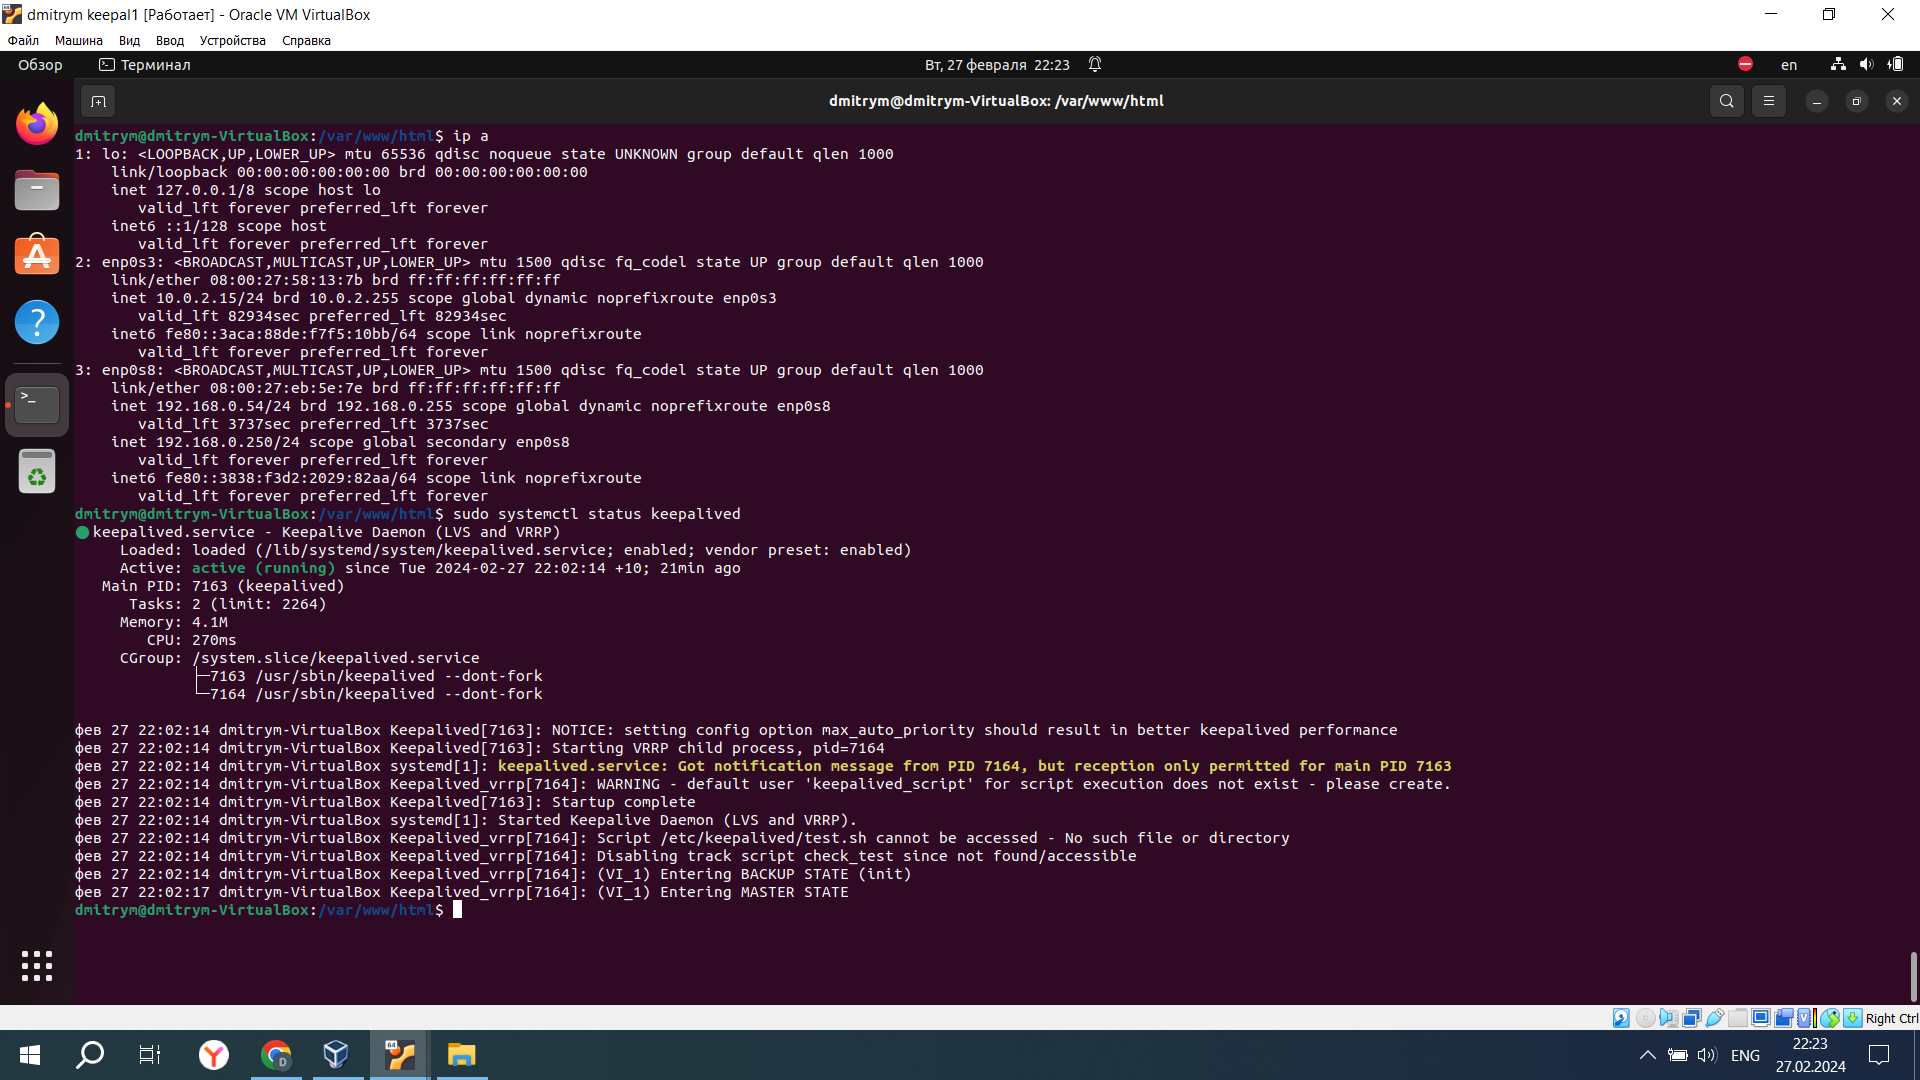 dmitrym keepal1 [Работает] - Oracle VM VirtualBox
Файл Машина Вид Ввод Устройства Справка
Обзор Терминал Вт, 27 февраля 22:23 en
dmitrym@dmitrym-VirtualBox: /var/www/html
dmitrym@dmitrym-VirtualBox:/var/www/html$ ip a
1: lo: <LOOPBACK,UP,LOWER_UP> mtu 65536 qdisc noqueue state UNKNOWN group default qlen 1000
link/loopback 00:00:00:00:00:00 brd 00:00:00:00:00:00
inet 127.0.0.1/8 scope host lo
valid_lft forever preferred_lft forever
inet6 ::1/128 scope host
valid_lft forever preferred_lft forever
2: enp0s3: <BROADCAST,MULTICAST,UP,LOWER_UP> mtu 1500 qdisc fq_codel state UP group default qlen 1000
link/ether 08:00:27:58:13:7b brd ff:ff:ff:ff:ff:ff
inet 10.0.2.15/24 brd 10.0.2.255 scope global dynamic noprefixroute enp0s3
valid_lft 82934sec preferred_lft 82934sec
inet6 fe80::3aca:88de:f7f5:10bb/64 scope link noprefixroute
valid_lft forever preferred_lft forever
3: enp0s8: <BROADCAST,MULTICAST,UP,LOWER_UP> mtu 1500 qdisc fq_codel state UP group default qlen 1000
link/ether 08:00:27:eb:5e:7e brd ff:ff:ff:ff:ff:ff
inet 192.168.0.54/24 brd 192.168.0.255 scope global dynamic noprefixroute enp0s8
valid_lft 3737sec preferred_lft 3737sec
inet 192.168.0.250/24 scope global secondary enp0s8
valid_lft forever preferred_lft forever
inet6 fe80::3838:f3d2:2029:82aa/64 scope link noprefixroute
valid_lft forever preferred_lft forever
dmitrym@dmitrym-VirtualBox:/var/www/html$ sudo systemctl status keepalived
keepalived.service - Keepalive Daemon (LVS and VRRP)
Loaded: loaded (/lib/systemd/system/keepalived.service; enabled; vendor preset: enabled)
Active: active (running) since Tue 2024-02-27 22:02:14 +10; 21min ago
Main PID: 7163 (keepalived)
Tasks: 2 (limit: 2264)
Memory: 4.1M
CPU: 270ms
CGroup: /system.slice/keepalived.service
├─7163 /usr/sbin/keepalived --dont-fork
└─7164 /usr/sbin/keepalived --dont-fork
фев 27 22:02:14 dmitrym-VirtualBox Keepalived[7163]: NOTICE: setting config option max_auto_priority should result in better keepalived performance
фев 27 22:02:14 dmitrym-VirtualBox Keepalived[7163]: Starting VRRP child process, pid=7164
фев 27 22:02:14 dmitrym-VirtualBox systemd[1]: keepalived.service: Got notification message from PID 7164, but reception only permitted for main PID 7163
фев 27 22:02:14 dmitrym-VirtualBox Keepalived_vrrp[7164]: WARNING - default user 'keepalived_script' for script execution does not exist - please create.
фев 27 22:02:14 dmitrym-VirtualBox Keepalived[7163]: Startup complete
фев 27 22:02:14 dmitrym-VirtualBox systemd[1]: Started Keepalive Daemon (LVS and VRRP).
фев 27 22:02:14 dmitrym-VirtualBox Keepalived_vrrp[7164]: Script /etc/keepalived/test.sh cannot be accessed - No such file or directory
фев 27 22:02:14 dmitrym-VirtualBox Keepalived_vrrp[7164]: Disabling track script check_test since not found/accessible
фев 27 22:02:14 dmitrym-VirtualBox Keepalived_vrrp[7164]: (VI_1) Entering BACKUP STATE (init)
фев 27 22:02:17 dmitrym-VirtualBox Keepalived_vrrp[7164]: (VI_1) Entering MASTER STATE
dmitrym@dmitrym-VirtualBox:/var/www/html$
Right Ctrl
ENG
22:23
27.02.2024